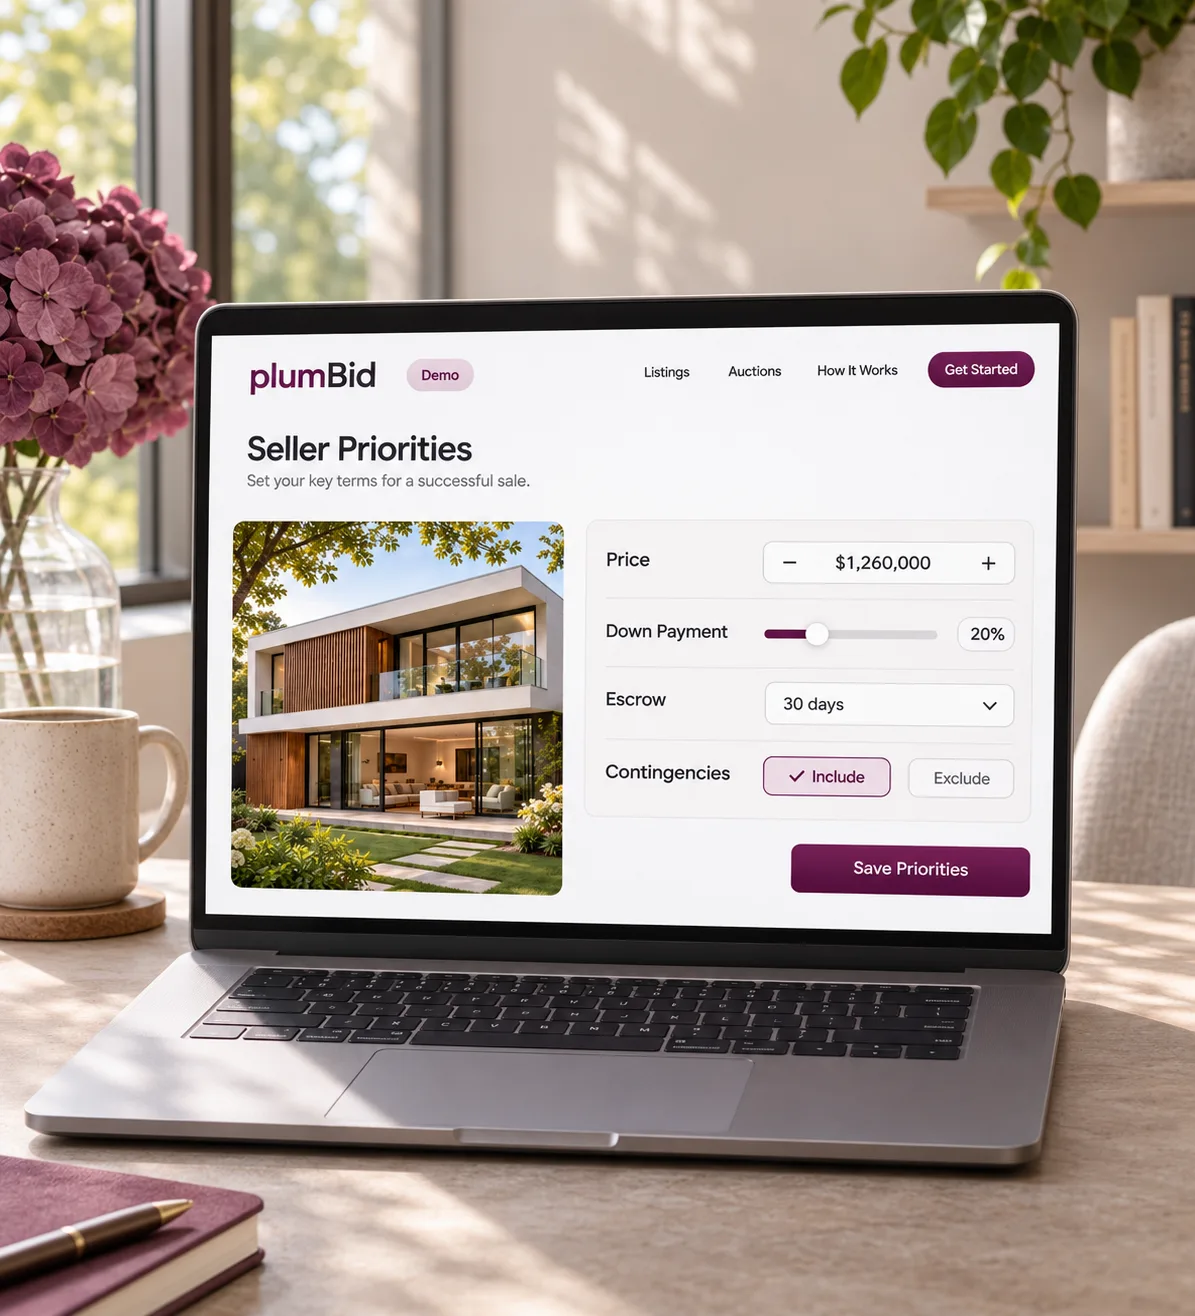 plumBid
Demo
Listings
Auctions
How It Works
Get Started
Seller Priorities
Set your key terms for a successful sale.
Price
− $1,260,000 +
Down Payment
20%
Escrow
30 days
Contingencies
✓ Include
Exclude
Save Priorities